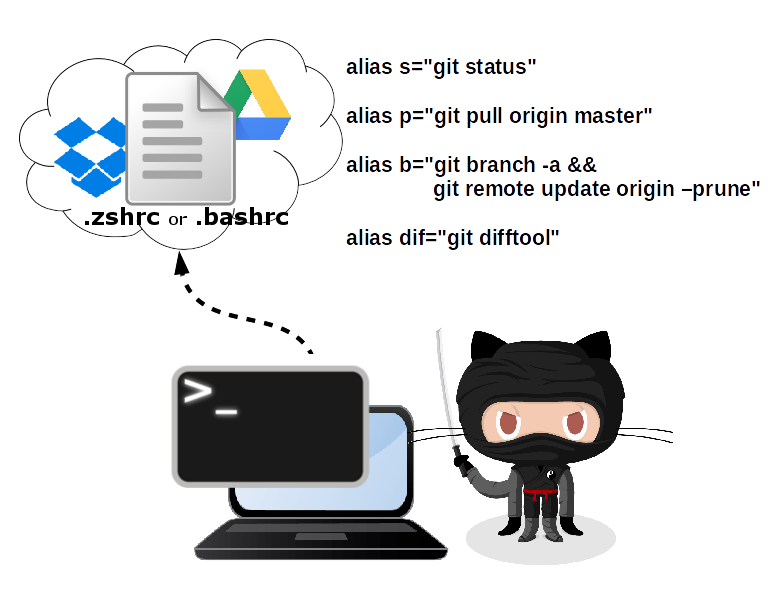 alias s="git status"
alias p="git pull origin master"
alias b="git branch -a &&
git remote update origin –prune"
alias dif="git difftool"
.zshrc or .bashrc
>_